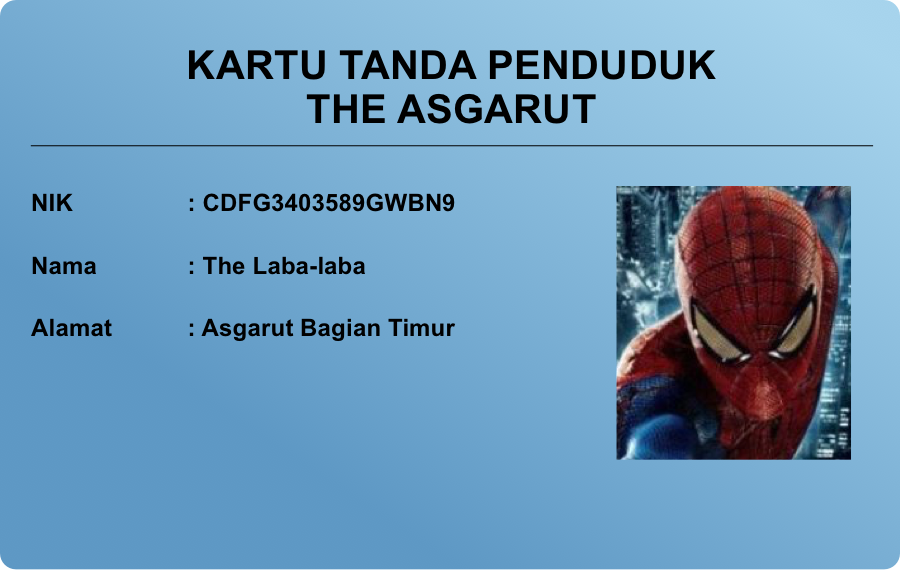 KARTU TANDA PENDUDUK
THE ASGARUT
NIK : CDFG3403589GWBN9
Nama : The Laba-laba
Alamat : Asgarut Bagian Timur